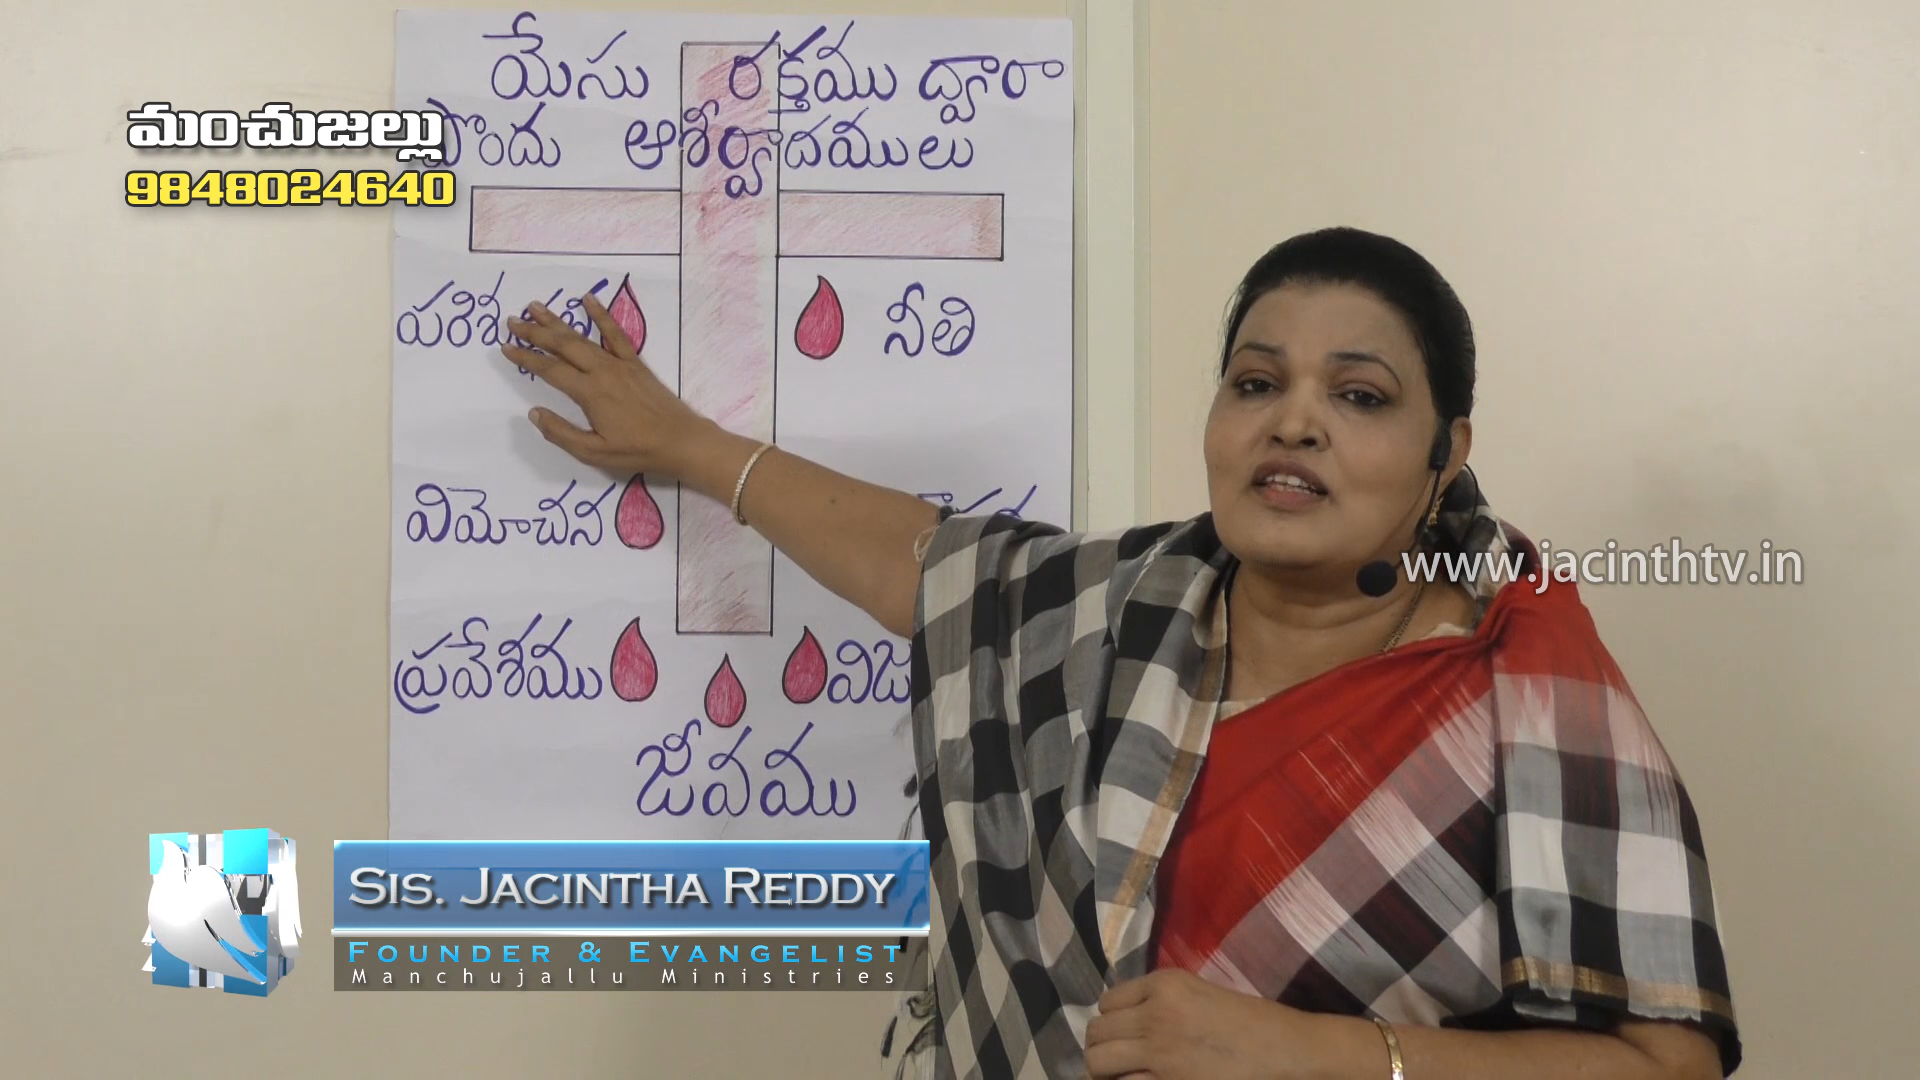 యేసు రక్తము ద్వారా
పొందు ఆశీర్వాదములు
మంచుజల్లు
9848024640
నీతి
విమోచన
www.jacinthtv.in
ప్రవేశము
జీవము
SIS. JACINTHA REDDY
FOUNDER & EVANGELIST
Manchujallu Ministries